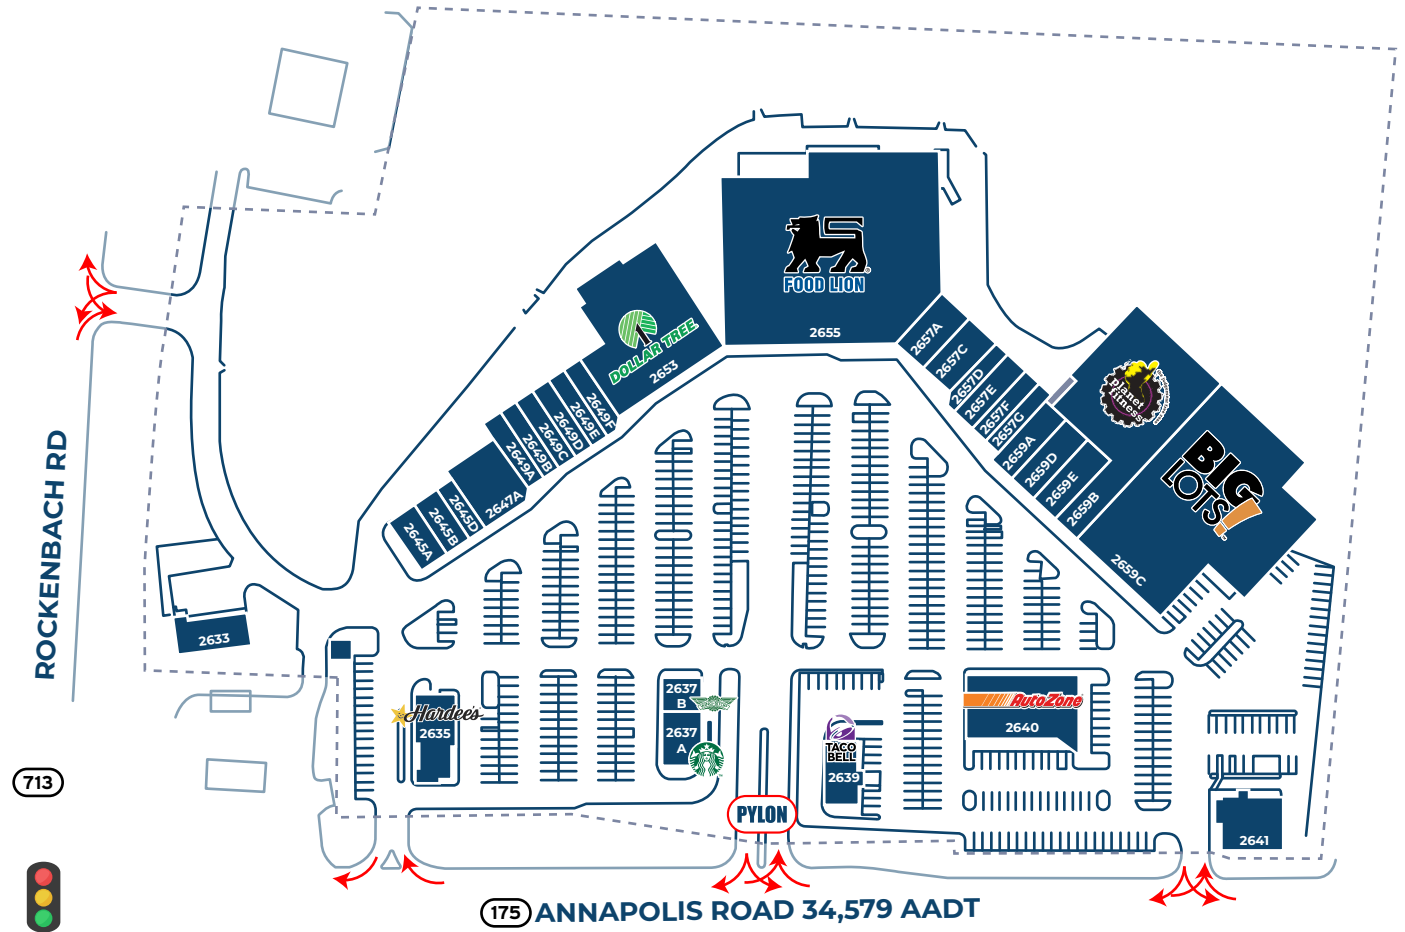 FOOD LION
2655
DOLLAR TREE
2653
2649F
2649E
2649D
2649C
2649B
2649A
2647A
2645D
2645B
2645A
2657A
2657C
2657D
2657E
2657F
2657G
2659A
2659D
2659E
2659B
2659C
planet
fitness
BIG
LOTS!
ROCKENBACH RD
2633
713
Hardee's
2635
2637
B
2637
A
TACO
BELL
2639
AutoZone
2640
2641
PYLON
175
ANNAPOLIS ROAD 34,579 AADT